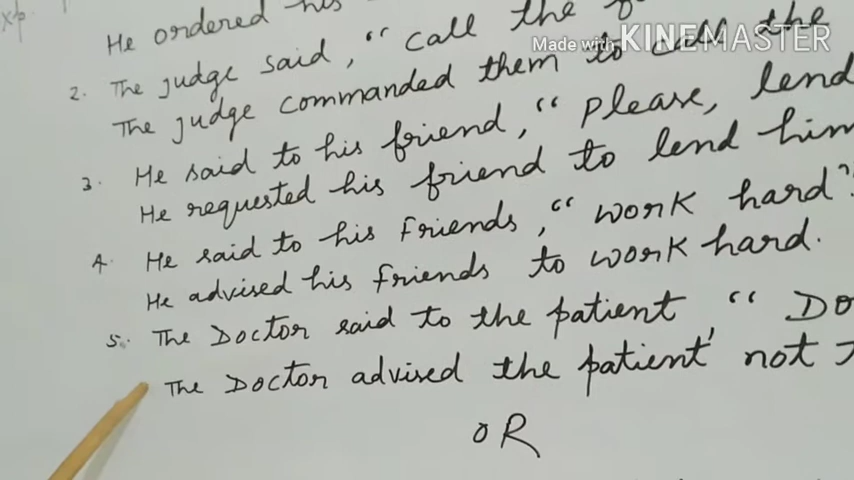 He ordered his
2. The judge said, " call the
The judge commanded them to call the
3. He said to his friend, " please, lend
He requested his friend to lend him
4. He said to his friends, " work hard".
He advised his friends to work hard.
5. The Doctor said to the patient, " Do
The Doctor advised the patient not
OR
Made with KINEMASTER